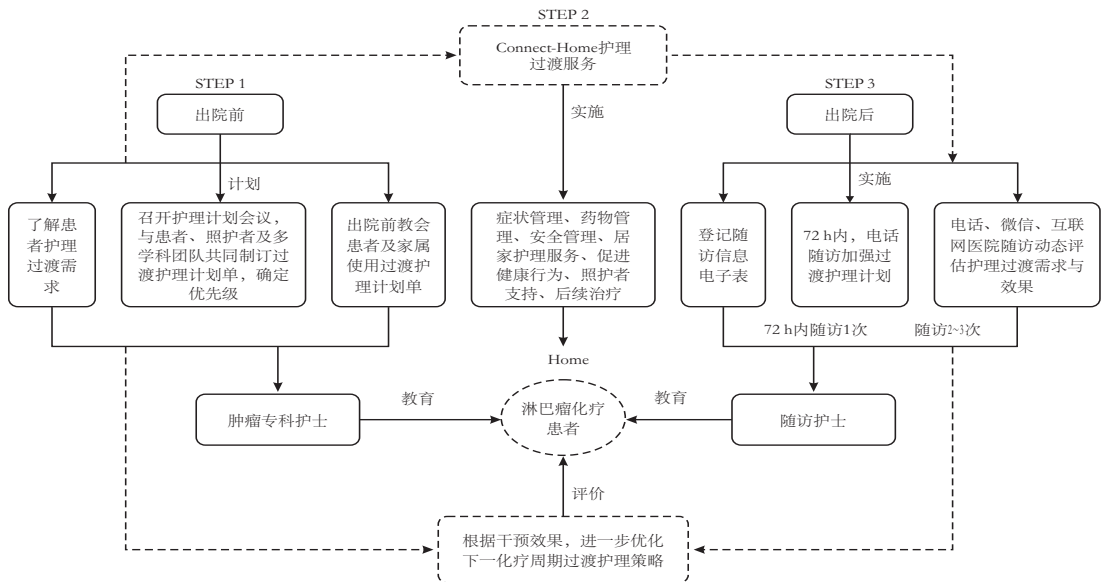 STEP 2
Connect-Home护理
过渡服务
STEP 1
出院前
计划
了解患
者护理
过渡需
求
召开护理计划会议，
与患者、照护者及多
学科团队共同制订过
渡护理计划单，确定
优先级
出院前教会
患者及家属
使用过渡护
理计划单
实施
症状管理、药物管
理、安全管理、居
家护理服务、促进
健康行为、照护者
支持、后续治疗
STEP 3
出院后
实施
登记随
访信息
电子表
72 h内，电话
随访加强过
渡护理计划
电话、微信、互联
网医院随访动态评
估护理过渡需求与
效果
72 h内随访1次
随访2~3次
Home
肿瘤专科护士
教育
淋巴瘤化疗
患者
教育
随访护士
评价
根据干预效果，进一步优化
下一化疗周期过渡护理策略